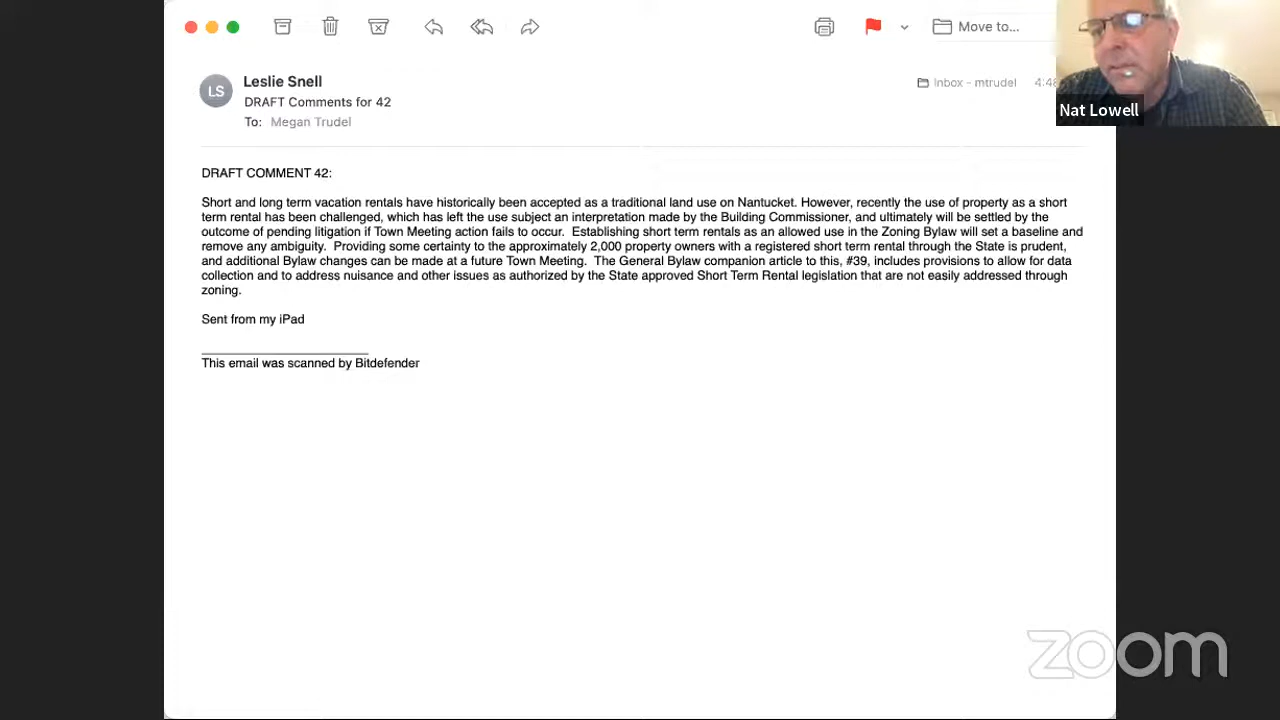 Move to...
Leslie Snell
LS
Inbox - mtrudel
DRAFT Comments for 42
Nat Lowell
To: Megan Trudel
DRAFT COMMENT 42:
Short and long term vacation rentals have historically been accepted as a traditional land use on Nantucket. However, recently the use of property as a short
term rental has been challenged, which has left the use subject an interpretation made by the Building Commissioner, and ultimately will be settled by the
outcome of pending litigation if Town Meeting action fails to occur. Establishing short term rentals as an allowed use in the Zoning Bylaw will set a baseline and
remove any ambiguity. Providing some certainty to the approximately 2,000 property owners with a registered short term rental through the State is prudent,
and additional Bylaw changes can be made at a future Town Meeting. The General Bylaw companion article to this, #39, includes provisions to allow for data
collection and to address nuisance and other issues as authorized by the State approved Short Term Rental legislation that are not easily addressed through
zoning.
Sent from my iPad
This email was scanned by Bitdefender
zoom